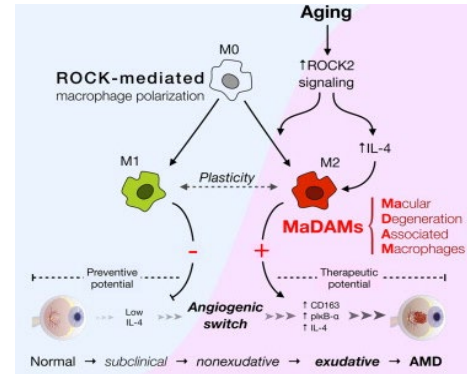 Aging
M0
↑ROCK2
signaling
ROCK-mediated
macrophage polarization
↑IL-4
M1
M2
Plasticity
MaDAMs
Macular
Degeneration
Associated
Macrophages
-
+
Preventive
potential
Therapeutic
potential
Low
IL-4
Angiogenic
switch
↑ CD163
↑ pIκB-α
↑ IL-4
Normal → subclinical → nonexudative → exudative → AMD